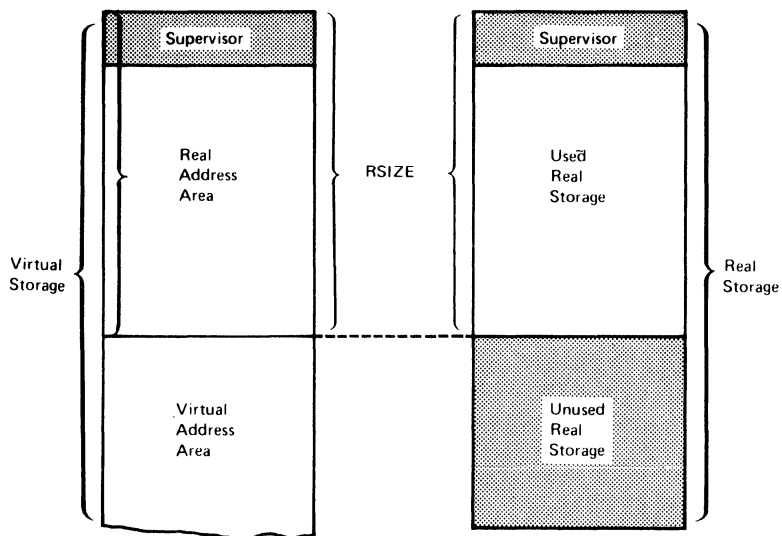 Supervisor
Supervisor
Real
Address
Area
RSIZE
Used
Real
Storage
Virtual
Storage
Real
Storage
Virtual
Address
Area
Unused
Real
Storage